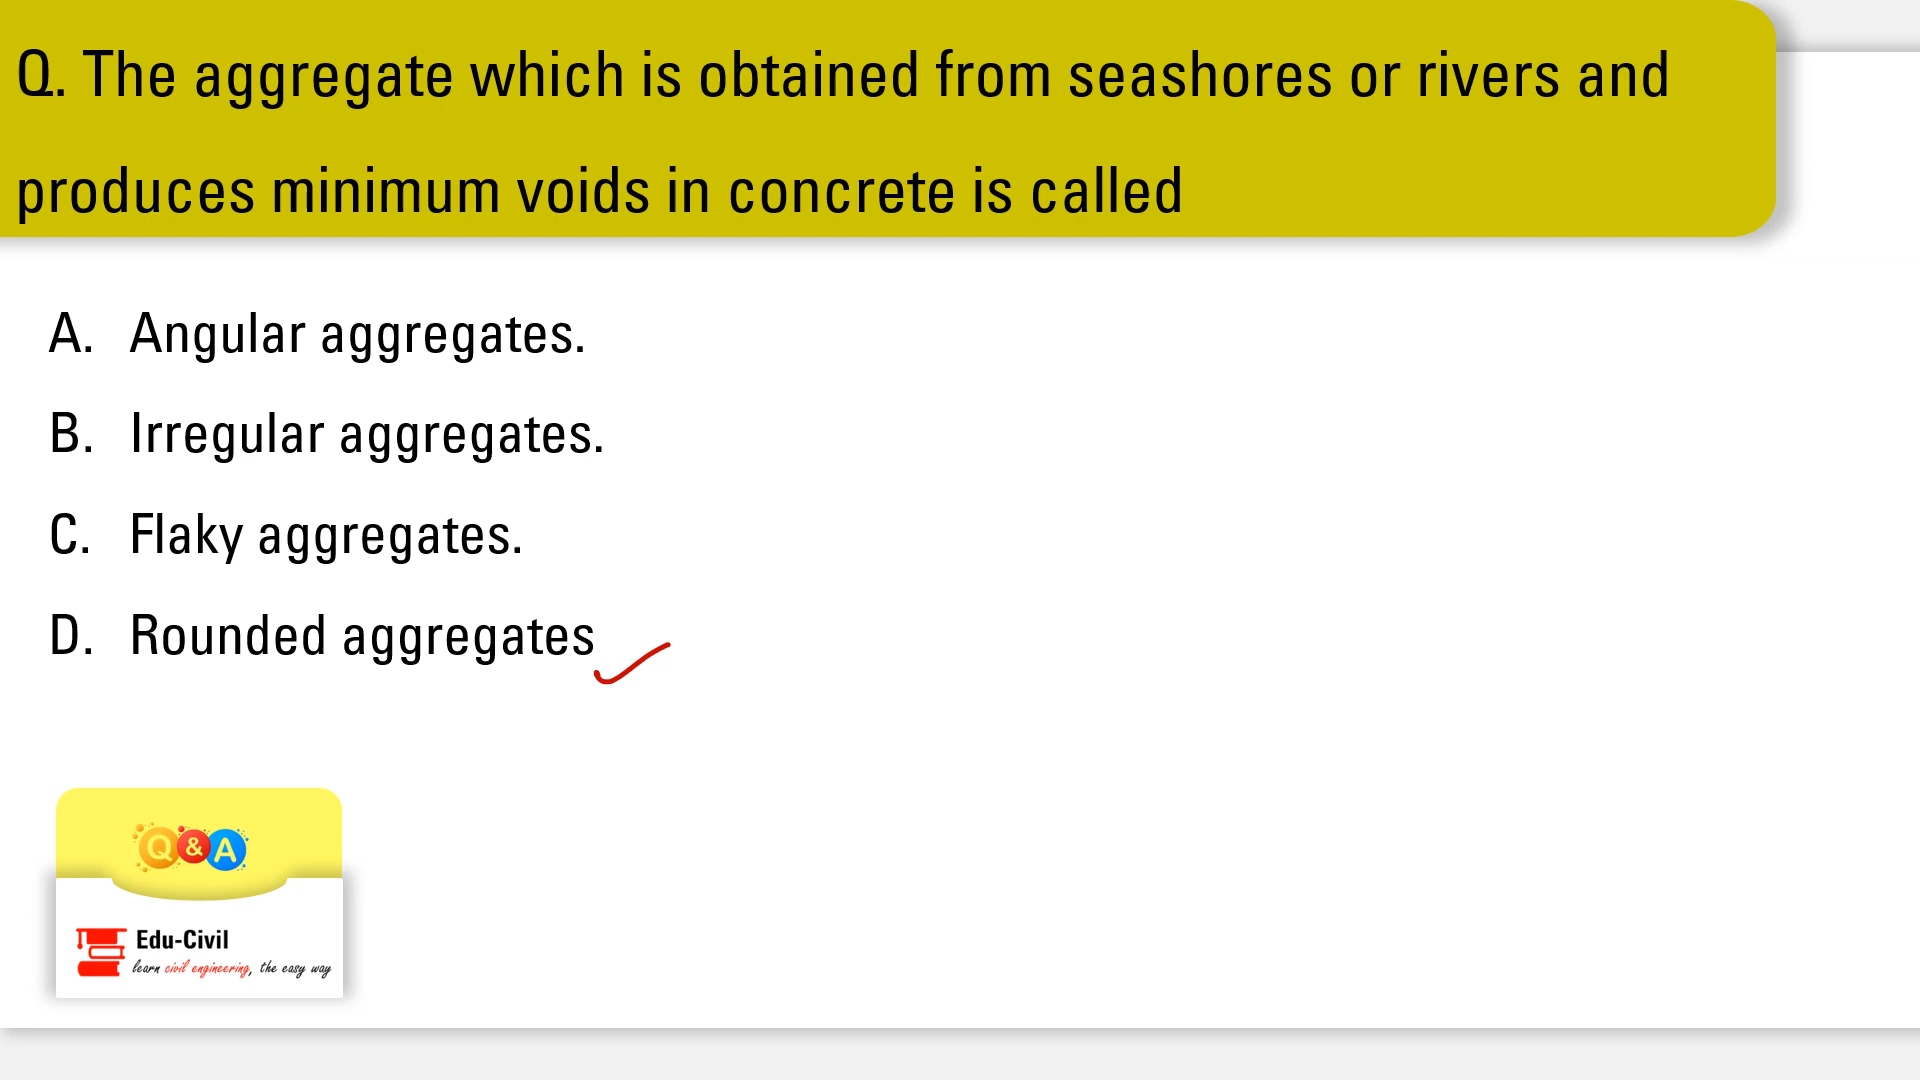 Q. The aggregate which is obtained from seashores or rivers and
produces minimum voids in concrete is called
A. Angular aggregates.
B. Irregular aggregates.
C. Flaky aggregates.
D. Rounded aggregates
Q & A
Edu-Civil
learn civil engineering, the easy way